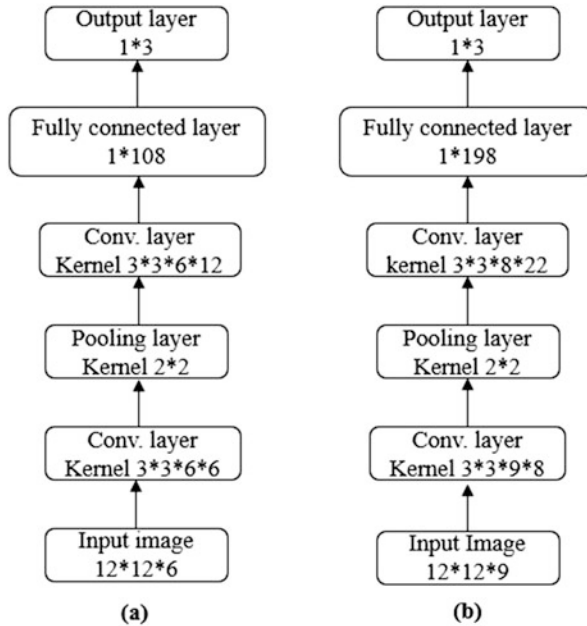 Output layer
1*3
Fully connected layer
1*108
Conv. layer
Kernel 3*3*6*12
Pooling layer
Kernel 2*2
Conv. layer
Kernel 3*3*6*6
Input image
12*12*6
(a)
Output layer
1*3
Fully connected layer
1*198
Conv. layer
kernel 3*3*8*22
Pooling layer
Kernel 2*2
Conv. layer
Kernel 3*3*9*8
Input Image
12*12*9
(b)